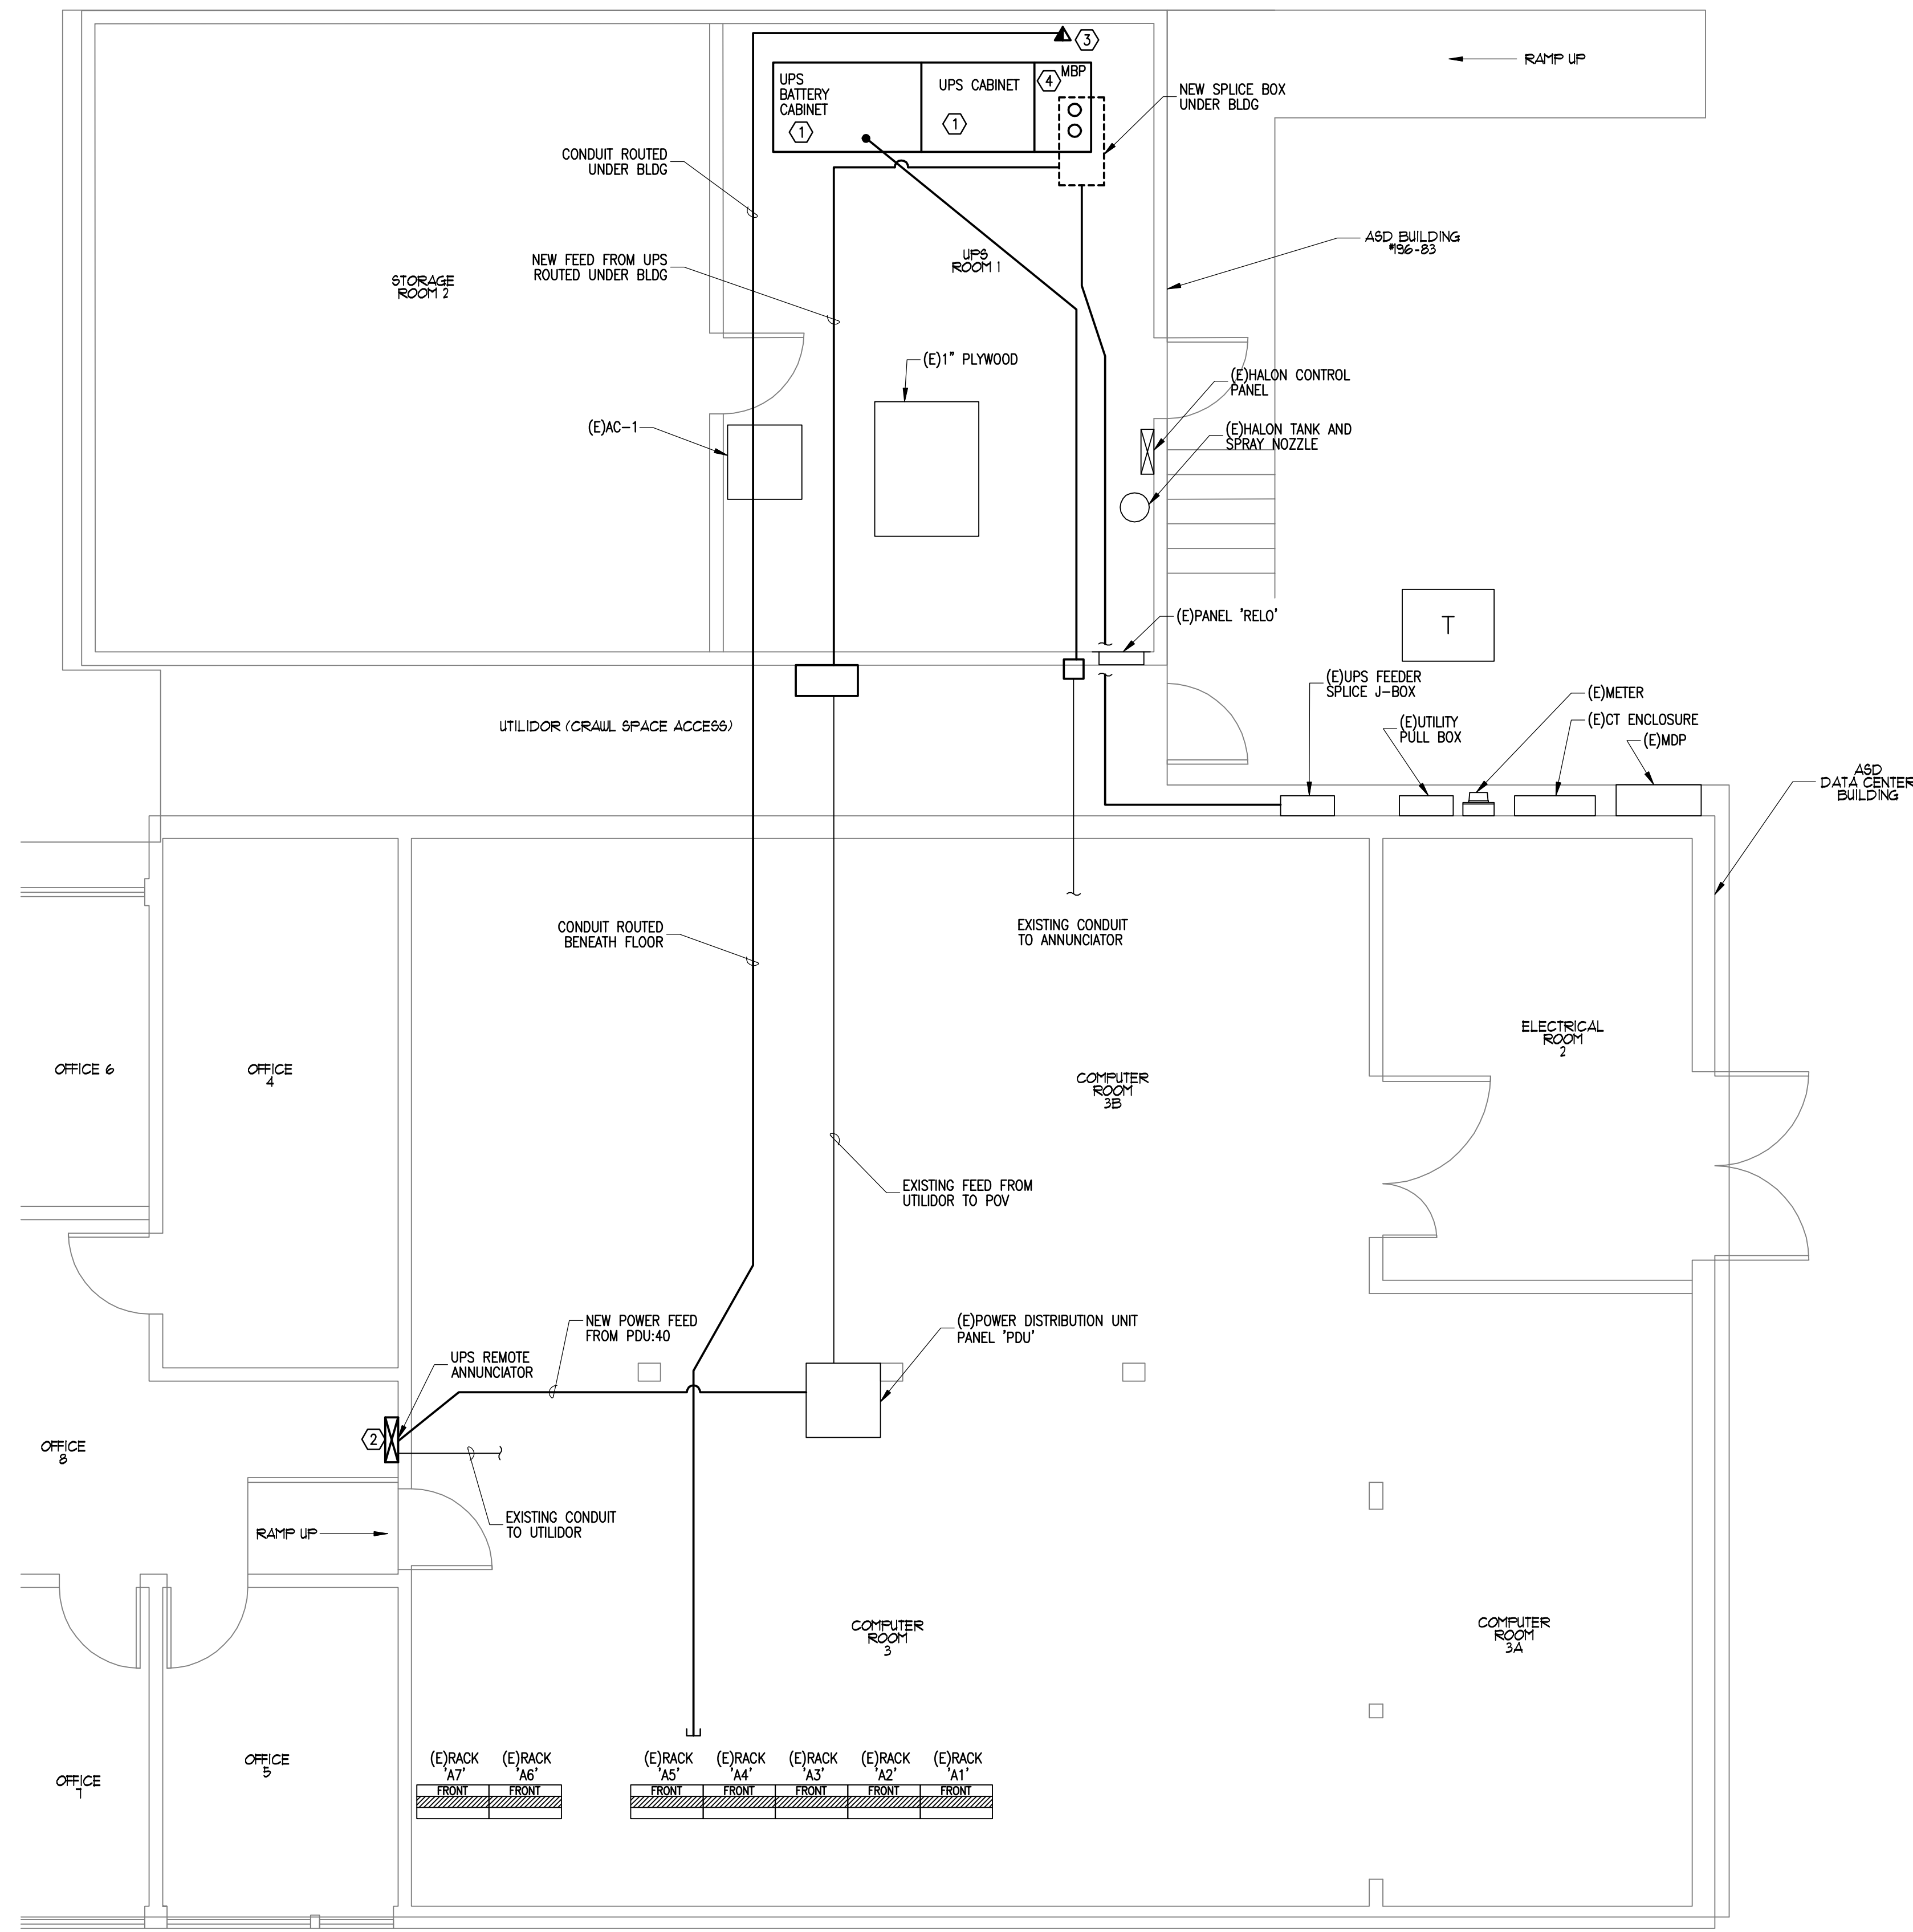 RAMP UP
3
UPS
BATTERY
CABINET
1
UPS CABINET
1
4
MBP
NEW SPLICE BOX
UNDER BLDG
CONDUIT ROUTED
UNDER BLDG
ASD BUILDING
#196-83
NEW FEED FROM UPS
ROUTED UNDER BLDG
UPS
ROOM 1
STORAGE
ROOM 2
(E)1" PLYWOOD
(E)HALON CONTROL
PANEL
(E)AC-1
(E)HALON TANK AND
SPRAY NOZZLE
(E)PANEL 'RELO'
T
(E)UPS FEEDER
SPLICE J-BOX
(E)METER
(E)UTILITY
PULL BOX
(E)CT ENCLOSURE
(E)MDP
UTILIDOR (CRAWL SPACE ACCESS)
ASD
DATA CENTER
BUILDING
CONDUIT ROUTED
BENEATH FLOOR
EXISTING CONDUIT
TO ANNUNCIATOR
ELECTRICAL
ROOM
2
OFFICE 6
OFFICE
4
COMPUTER
ROOM
3B
EXISTING FEED FROM
UTILIDOR TO POV
NEW POWER FEED
FROM PDU:40
(E)POWER DISTRIBUTION UNIT
PANEL 'PDU'
UPS REMOTE
ANNUNCIATOR
2
OFFICE
8
EXISTING CONDUIT
TO UTILIDOR
RAMP UP
COMPUTER
ROOM
3
COMPUTER
ROOM
3A
OFFICE
5
OFFICE
7
(E)RACK
'A7'
FRONT
(E)RACK
'A6'
FRONT
(E)RACK
'A5'
FRONT
(E)RACK
'A4'
FRONT
(E)RACK
'A3'
FRONT
(E)RACK
'A2'
FRONT
(E)RACK
'A1'
FRONT